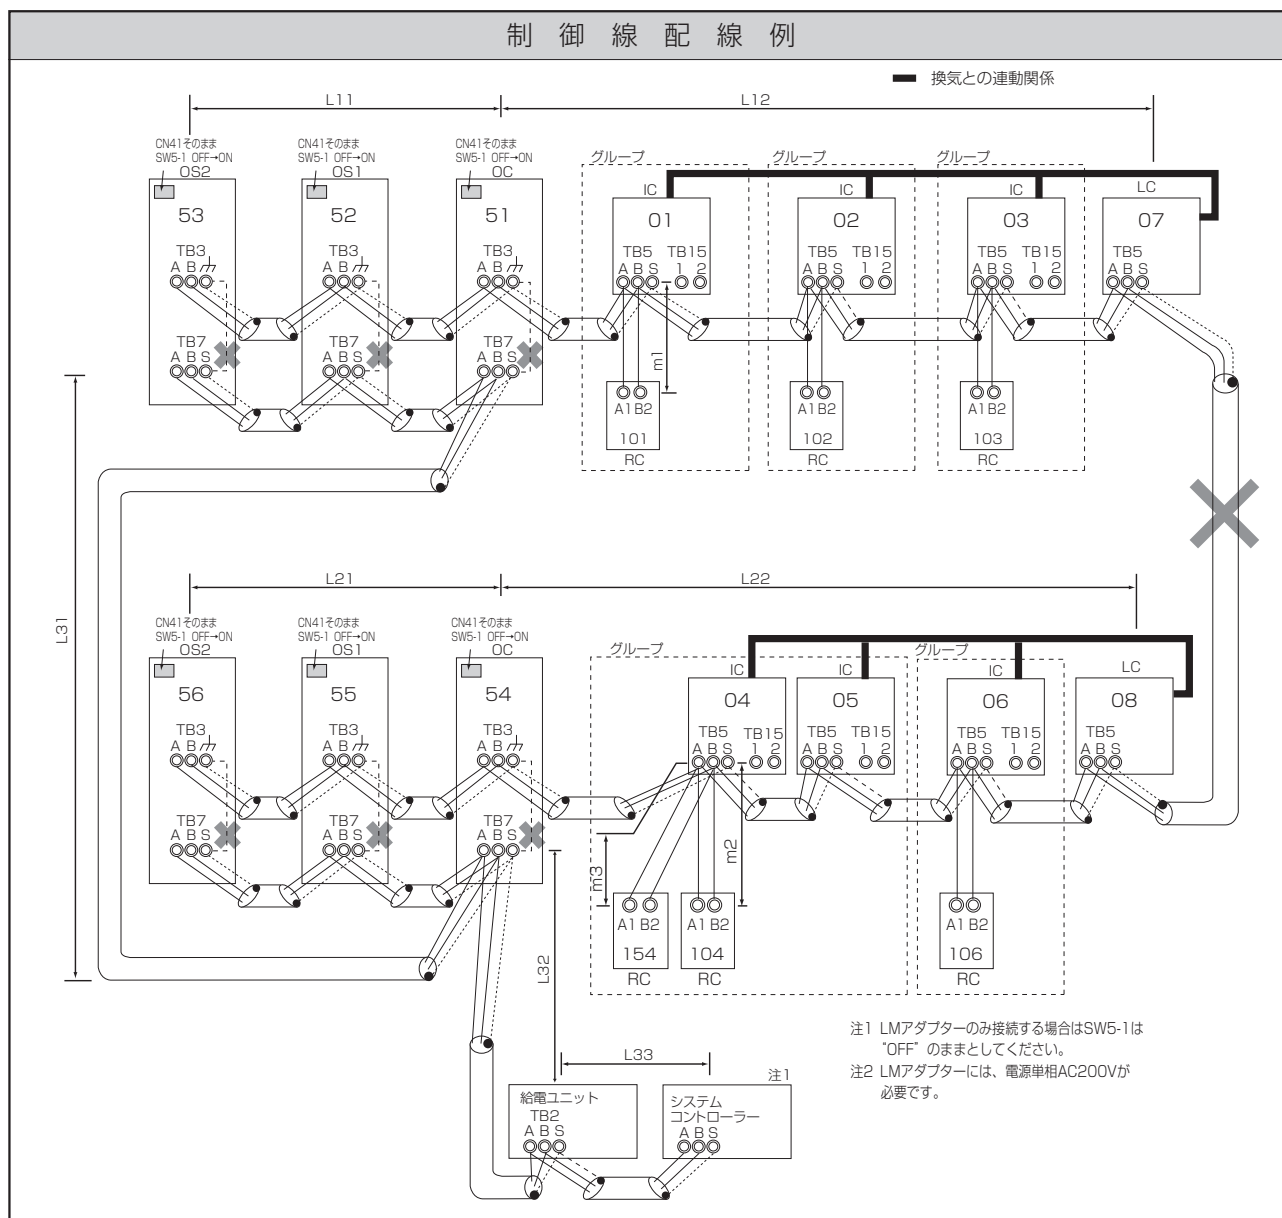 制御線配線例
換気との連動関係
L11
L12
CN41そのまま
SW5-1 OFF→ON
OS2
CN41そのまま
SW5-1 OFF→ON
OS1
CN41そのまま
SW5-1 OFF→ON
OC
グループ
グループ
グループ
IC
IC
IC
LC
53
52
51
01
02
03
07
TB3
A B
TB3
A B
TB3
A B
TB5
A B S
TB15
1 2
TB5
A B S
TB15
1 2
TB5
A B S
TB15
1 2
TB5
A B S
TB7
A B S
TB7
A B S
TB7
A B S
m1
A1 B2
101
RC
A1 B2
102
RC
A1 B2
103
RC
L31
L21
L22
CN41そのまま
SW5-1 OFF→ON
OS2
CN41そのまま
SW5-1 OFF→ON
OS1
CN41そのまま
SW5-1 OFF→ON
OC
グループ
グループ
IC
IC
IC
LC
56
55
54
04
05
06
08
TB3
A B
TB3
A B
TB3
A B
TB5
A B S
TB15
1 2
TB5
A B S
TB15
1 2
TB5
A B S
TB15
1 2
TB5
A B S
TB7
A B S
TB7
A B S
TB7
A B S
m3
m2
A1 B2
154
RC
A1 B2
104
RC
A1 B2
106
RC
L32
L33
注1 LMアダプターのみ接続する場合はSW5-1は
"OFF" のままとしてください。
注2 LMアダプターには、電源単相AC200Vが
必要です。
注1
給電ユニット
TB2
A B S
システム
コントローラー
A B S